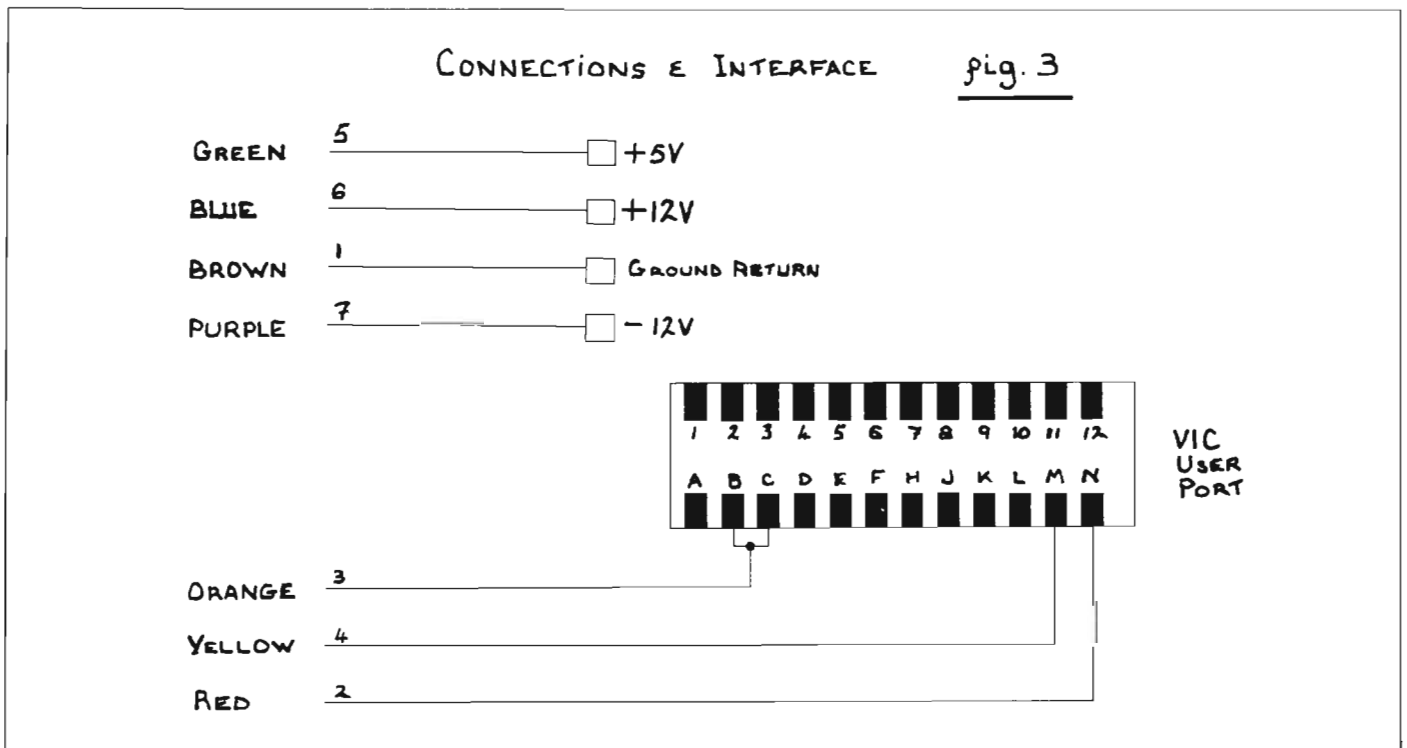 CONNECTIONS & INTERFACE fig. 3
GREEN 5 +5V
BLUE 6 +12V
BROWN 1 GROUND RETURN
PURPLE 7 -12V
1 2 3 4 5 6 7 8 9 10 11 12
A B C D E F H J K L M N
VIC
USER
PORT
ORANGE 3
YELLOW 4
RED 2